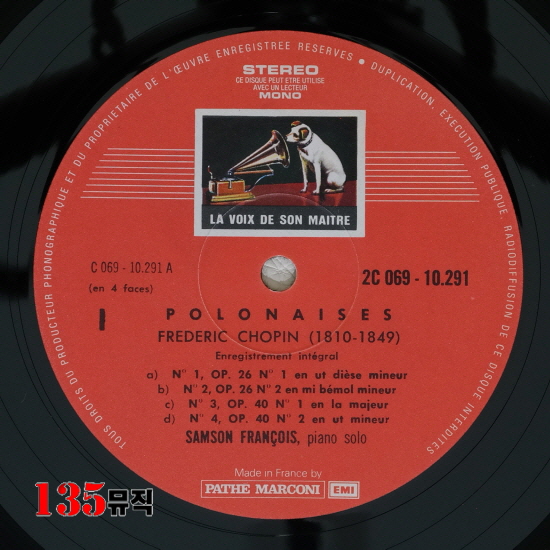 TOUS DROITS DU PRODUCTEUR PHONOGRAPHIQUE ET DU PROPRIETAIRE DE L'ŒUVRE ENREGISTREE RESERVES • DUPLICATION, EXECUTION PUBLIQUE, RADIODIFFUSION DE CE DISQUE INTERDITES
STEREO
CE DISQUE PEUT ETRE UTILISE
AVEC UN LECTEUR
MONO
LA VOIX DE SON MAITRE
C 069 - 10.291 A
(en 4 faces)
2C 069 - 10.291
I
POLONAISES
FREDERIC CHOPIN (1810-1849)
Enregistrement intégral
a) N° 1, OP. 26 N° 1 en ut dièse mineur
b) N° 2, OP. 26 N° 2 en mi bémol mineur
c) N° 3, OP. 40 N° 1 en la majeur
d) N° 4, OP. 40 N° 2 en ut mineur
SAMSON FRANÇOIS, piano solo
Made in France by
PATHE MARCONI EMI
135뮤직